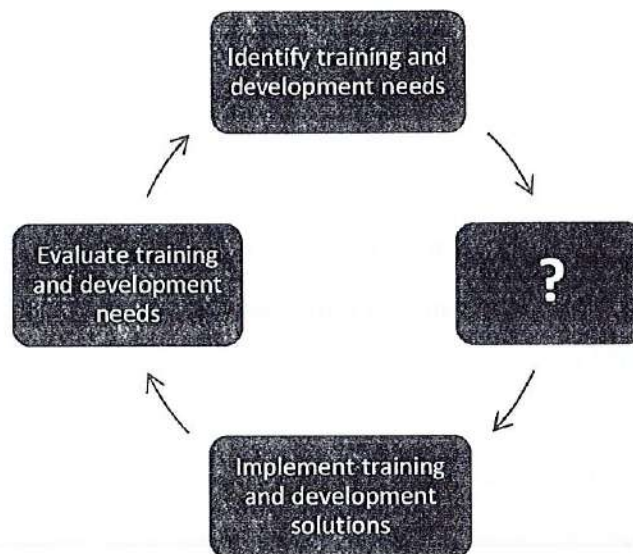 Identify training and
development needs
Evaluate training
and development
needs
?
Implement training
and development
solutions